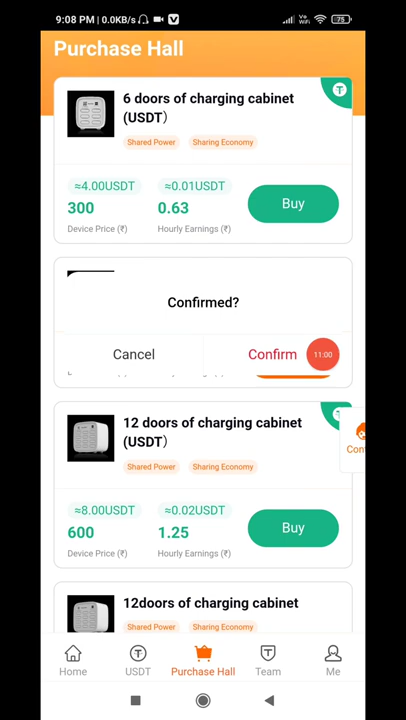 9:08 PM | 0.0KB/s
Vo
WiFi
75
Purchase Hall
6 doors of charging cabinet
(USDT）
Shared Power
Sharing Economy
≈4.00USDT
≈0.01USDT
300
0.63
Buy
Device Price (₹)
Hourly Earnings (₹)
Confirmed?
Cancel
Confirm
11:00
12 doors of charging cabinet
(USDT）
Shared Power
Sharing Economy
≈8.00USDT
≈0.02USDT
600
1.25
Buy
Device Price (₹)
Hourly Earnings (₹)
12doors of charging cabinet
Shared Power
Sharing Economy
Home
USDT
Purchase Hall
Team
Me